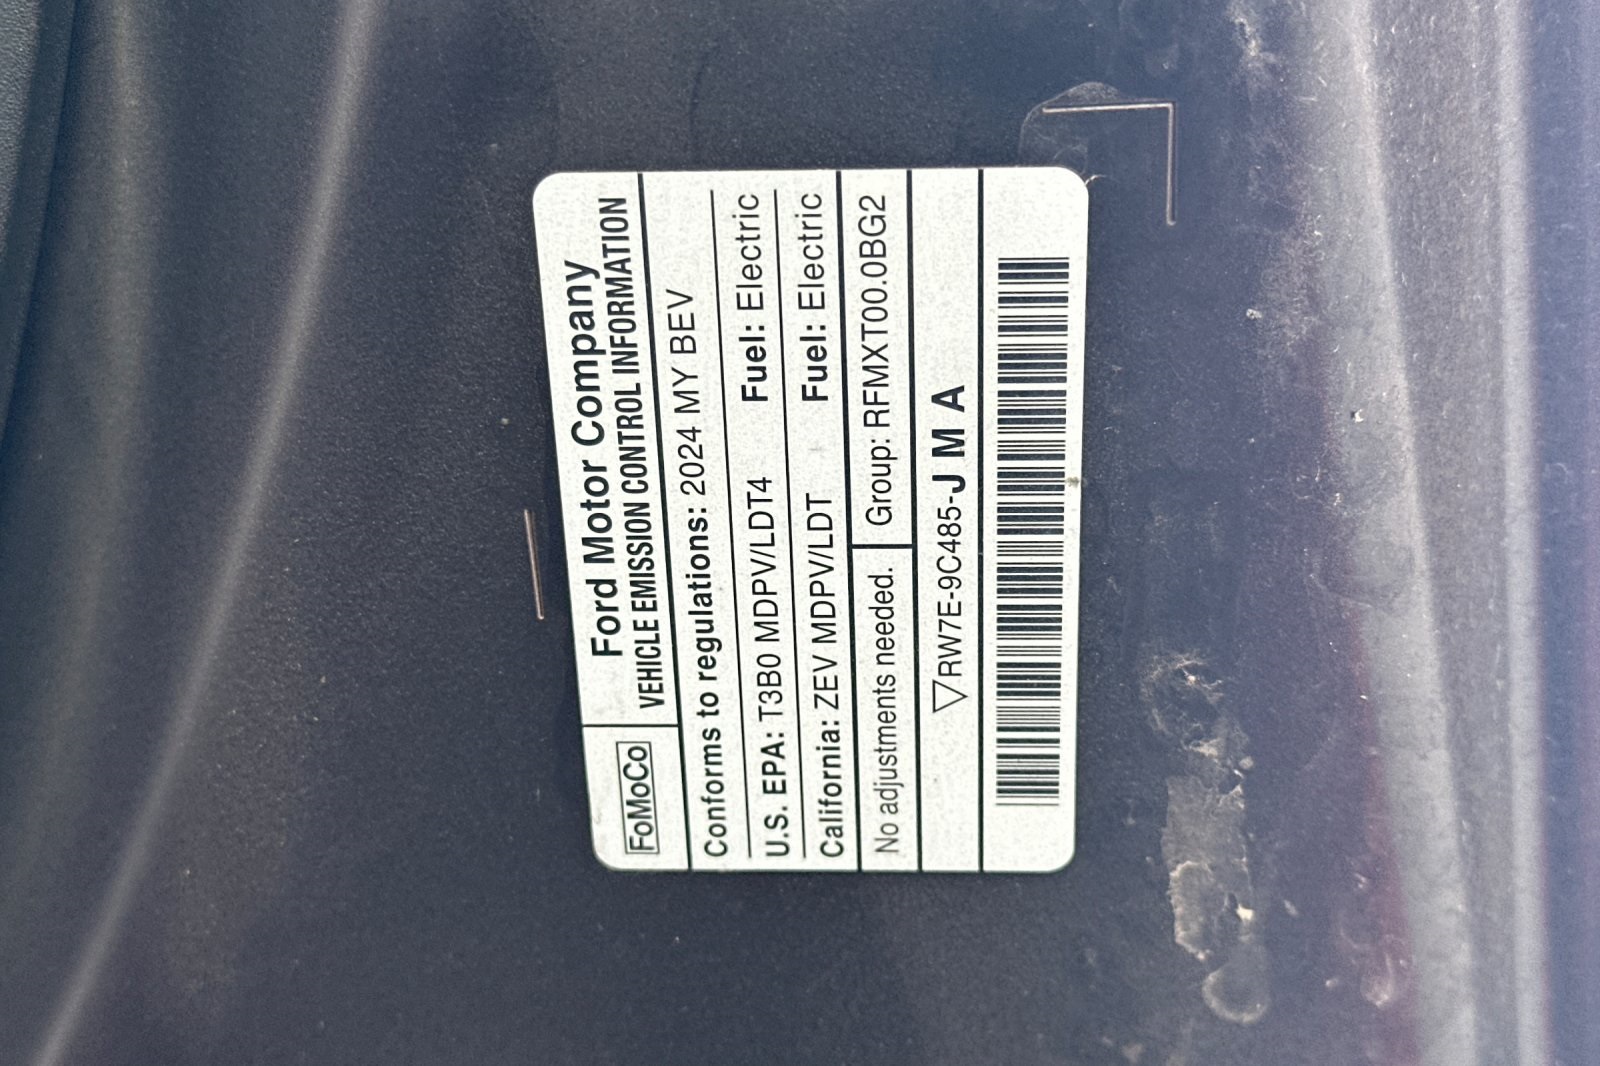 FoMoCo
Ford Motor Company
VEHICLE EMISSION CONTROL INFORMATION
Conforms to regulations: 2024 MY BEV
U.S. EPA: T3B0 MDPV/LDT4 Fuel: Electric
California: ZEV MDPV/LDT Fuel: Electric
No adjustments needed. Group: RFMXT00.0BG2
▽RW7E-9C485-J M A